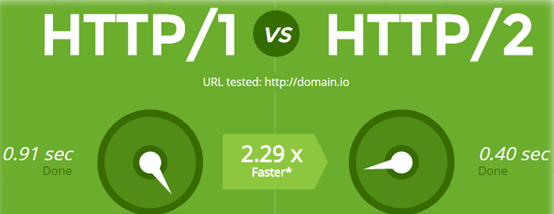 HTTP/1 VS HTTP/2
URL tested: http://domain.io
0.91 sec
Done
2.29 x
Faster*
0.40 sec
Done